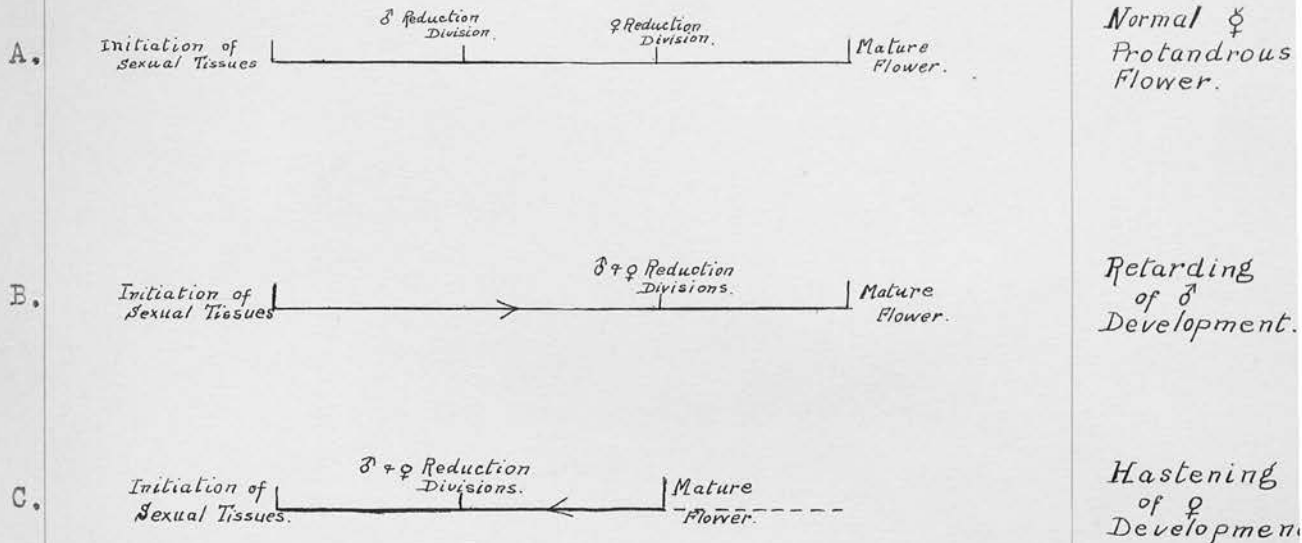 A.
Initiation of
Sexual Tissues
♂ Reduction
Division.
♀ Reduction
Division.
Mature
Flower.
Normal ☿
Protandrous
Flower.
B.
Initiation of
Sexual Tissues
♂ + ♀ Reduction
Divisions.
Mature
Flower.
Retarding
of ♂
Development.
C.
Initiation of
Sexual Tissues.
♂ + ♀ Reduction
Divisions.
Mature
Flower.
Hastening
of ♀
Developmen